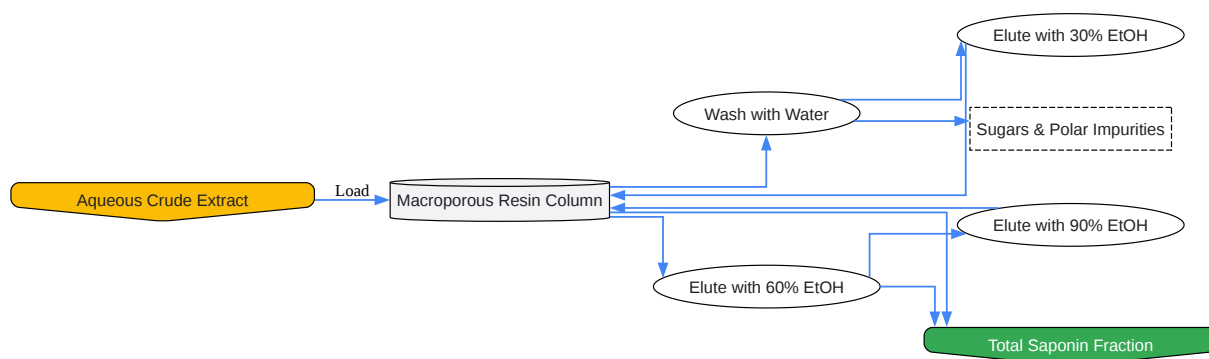 Elute with 30% EtOH
Wash with Water
Sugars & Polar Impurities
Load
Aqueous Crude Extract
Macroporous Resin Column
Elute with 90% EtOH
Elute with 60% EtOH
Total Saponin Fraction